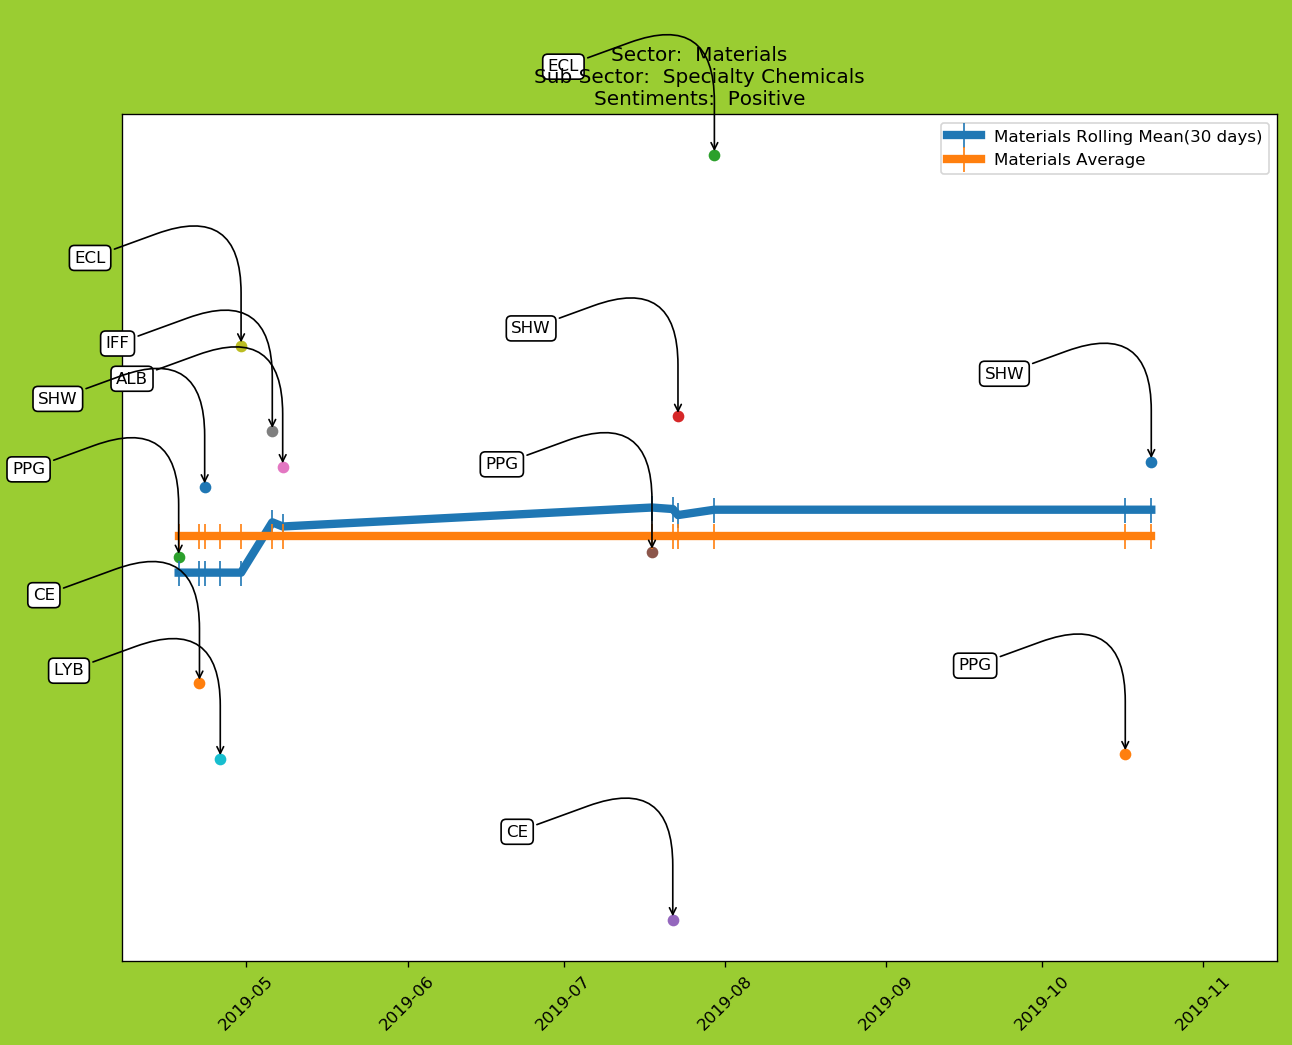 Sector:  Materials
Sub Sector:  Specialty Chemicals
Sentiments:  Positive
ECL
Materials Rolling Mean(30 days)
Materials Average
ECL
SHW
IFF
SHW
ALB
SHW
PPG
PPG
CE
LYB
PPG
CE
2019-05
2019-06
2019-07
2019-08
2019-09
2019-10
2019-11